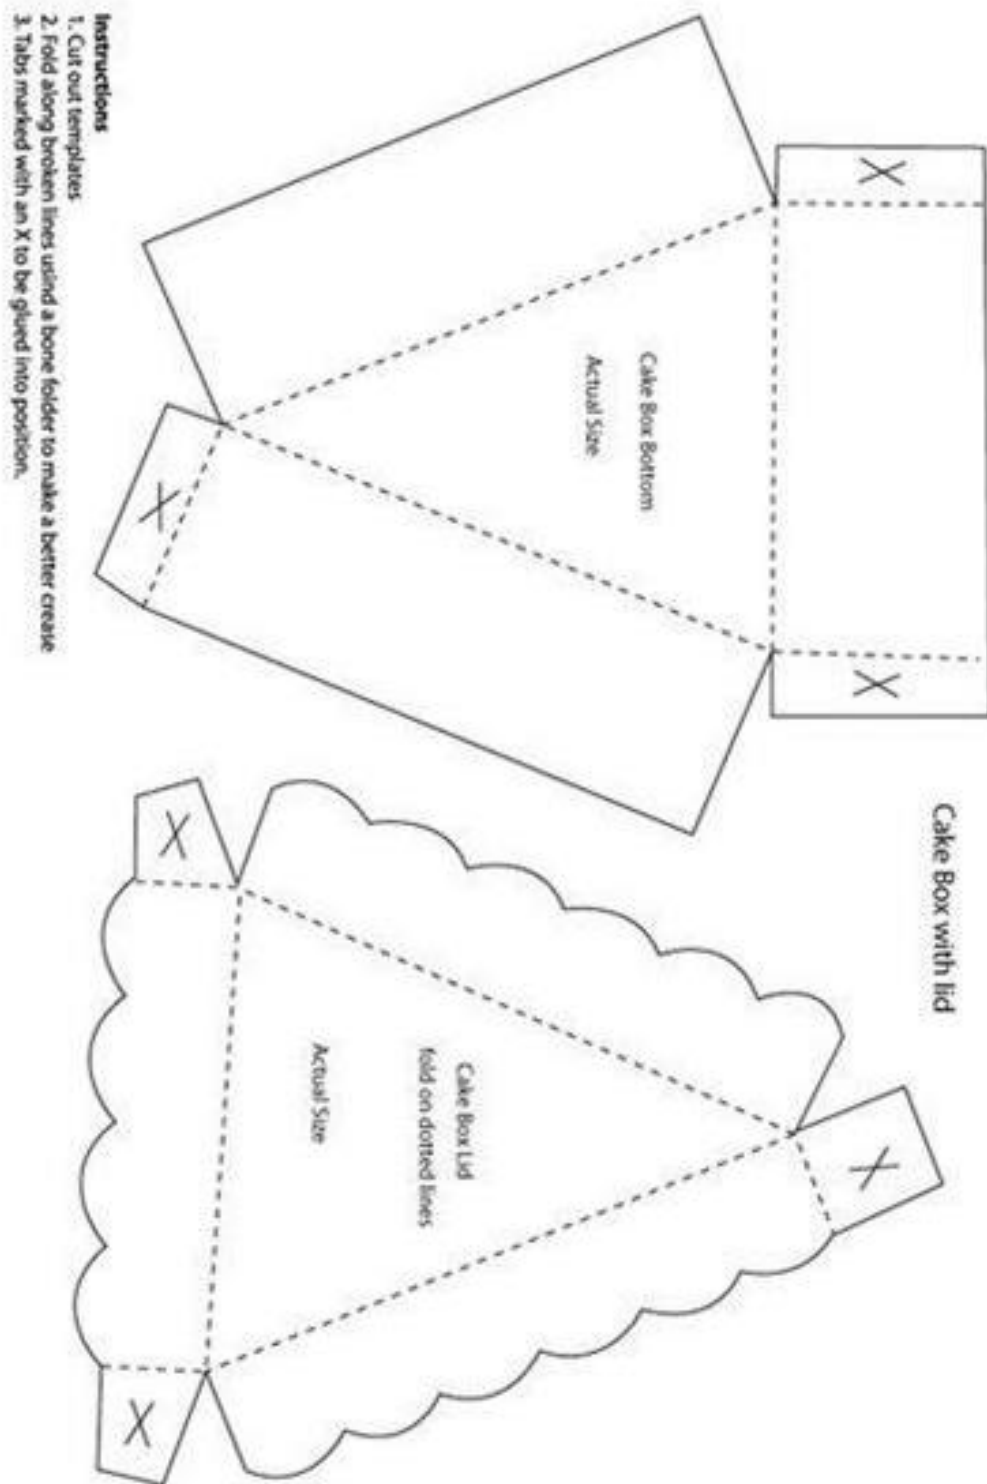 Cake Box with lid
Cake Box Bottom
Actual Size
X
X
X
Cake Box Lid
fold on dotted lines
Actual Size
X
X
X
Instructions
1. Cut out templates
2. Fold along broken lines usind a bone folder to make a better crease
3. Tabs marked with an X to be glued into position.